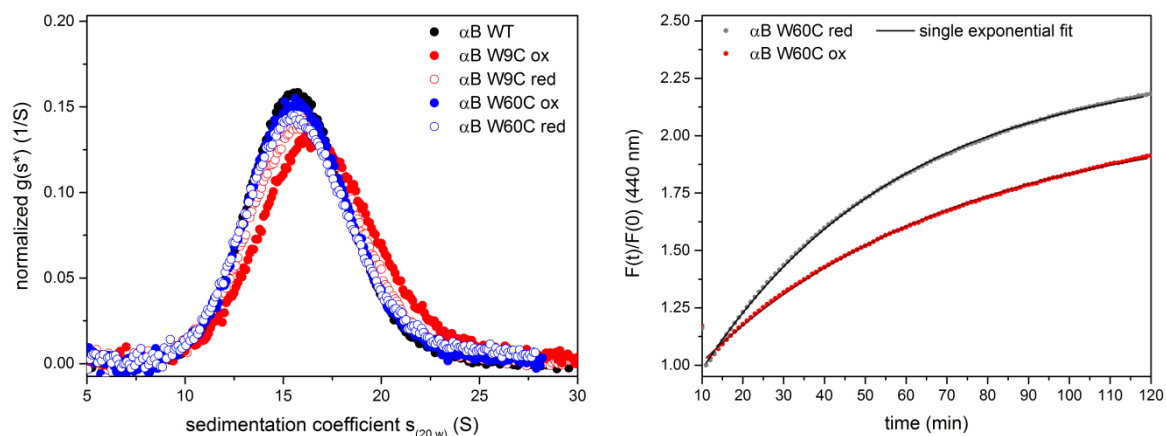 αB WT
αB W9C ox
αB W9C red
αB W60C ox
αB W60C red
normalized g(s*) (1/S)
0.20
0.15
0.10
0.05
0.00
5 10 15 20 25 30
sedimentation coefficient s(20,w) (S)
αB W60C red single exponential fit
αB W60C ox
F(t)/F(0) (440 nm)
2.50
2.25
2.00
1.75
1.50
1.25
1.00
10 20 30 40 50 60 70 80 90 100 110 120
time (min)